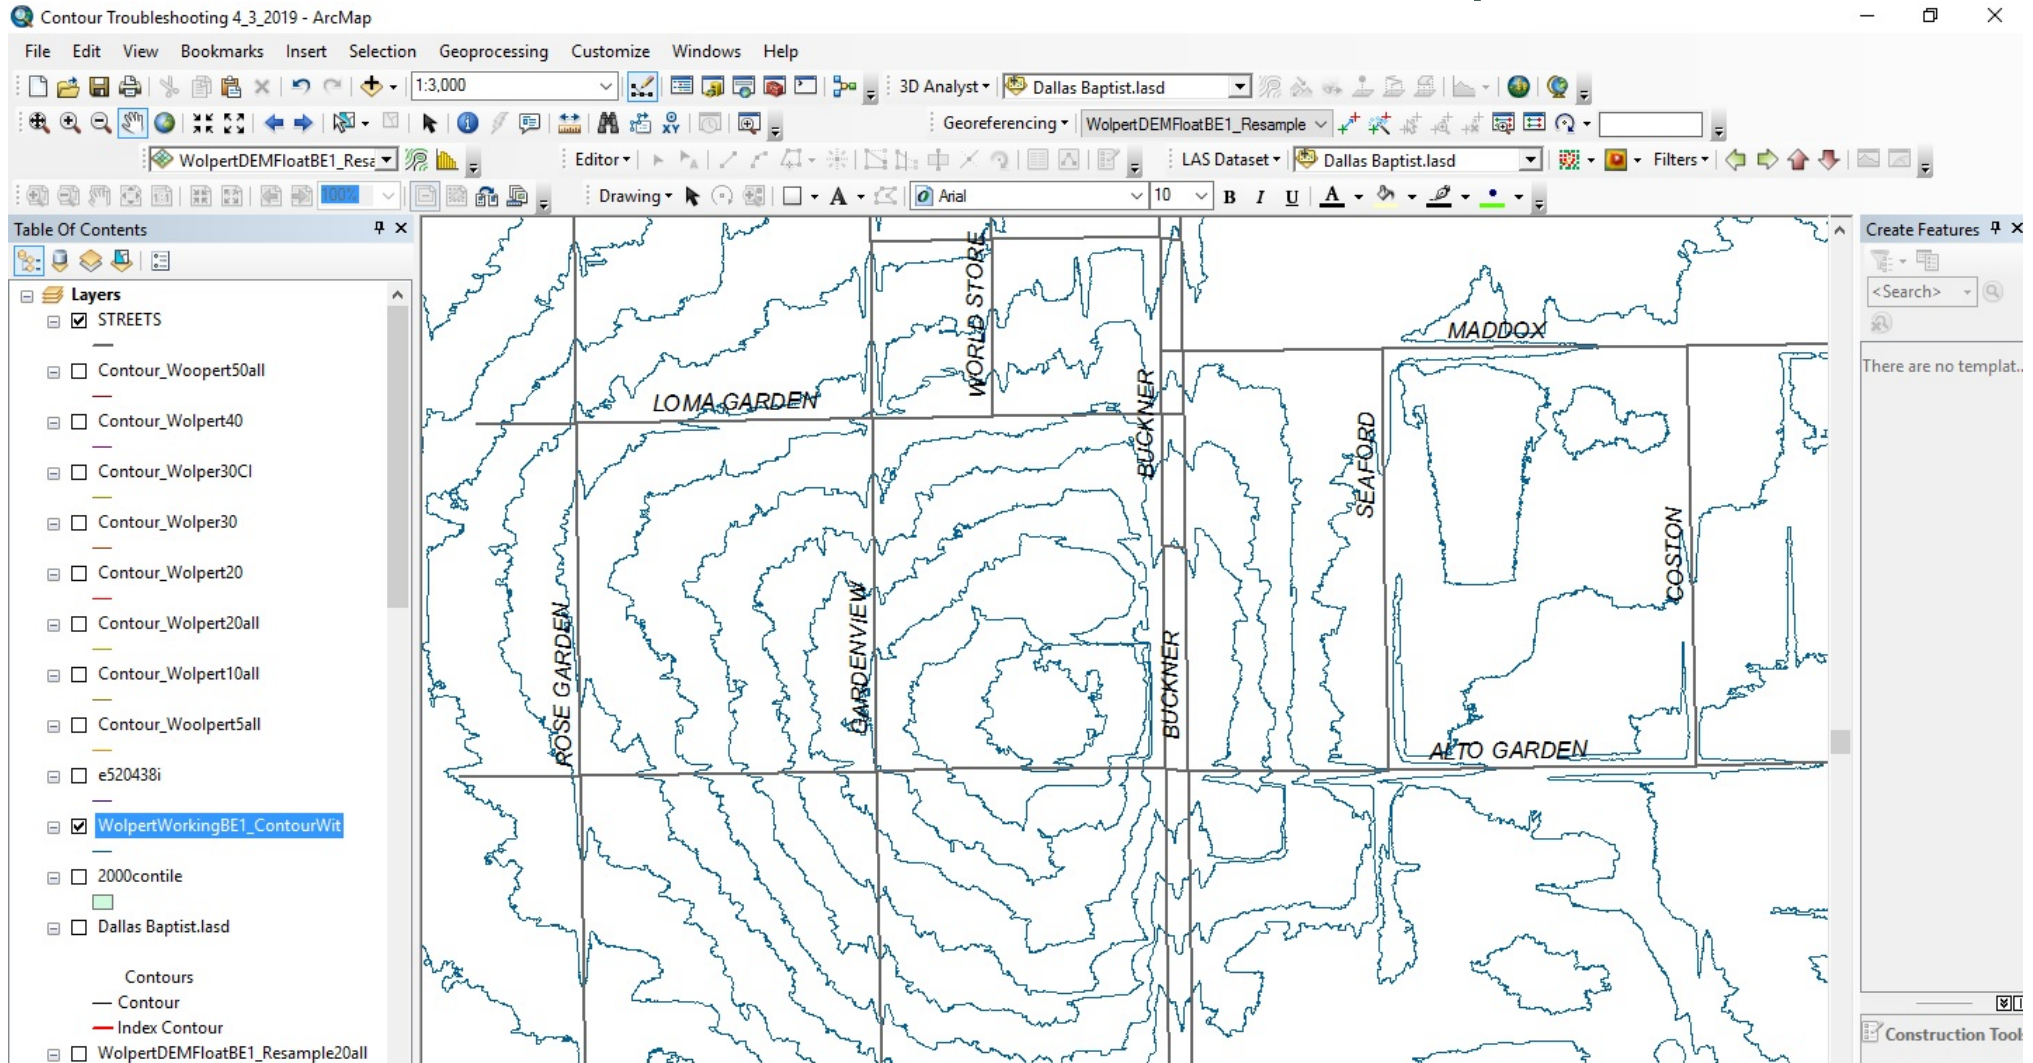 Contour Troubleshooting 4_3_2019 - ArcMap
File Edit View Bookmarks Insert Selection Geoprocessing Customize Windows Help
1:3,000 3D Analyst Dallas Baptist.lasd
Georeferencing WolpertDEMFloatBE1_Resample
WolpertDEMFloatBE1_Resa Editor LAS Dataset Dallas Baptist.lasd Filters
100% Drawing A Arial 10 B I U A
Table Of Contents
Create Features
<Search>
There are no templat..
Layers
STREETS
Contour_Woopert50all
Contour_Wolpert40
Contour_Wolper30CI
Contour_Wolper30
Contour_Wolpert20
Contour_Wolpert20all
Contour_Wolpert10all
Contour_Woolpert5all
e520438i
WolpertWorkingBE1_ContourWit
2000contile
Dallas Baptist.lasd
Contours
Contour
Index Contour
WolpertDEMFloatBE1_Resample20all
WORLD STORE
MADDOX
LOMA GARDEN
BUCKNER
SEAFORD
COSTON
ROSE GARDEN
GARDENVIEW
BUCKNER
ALTO GARDEN
Construction Tool